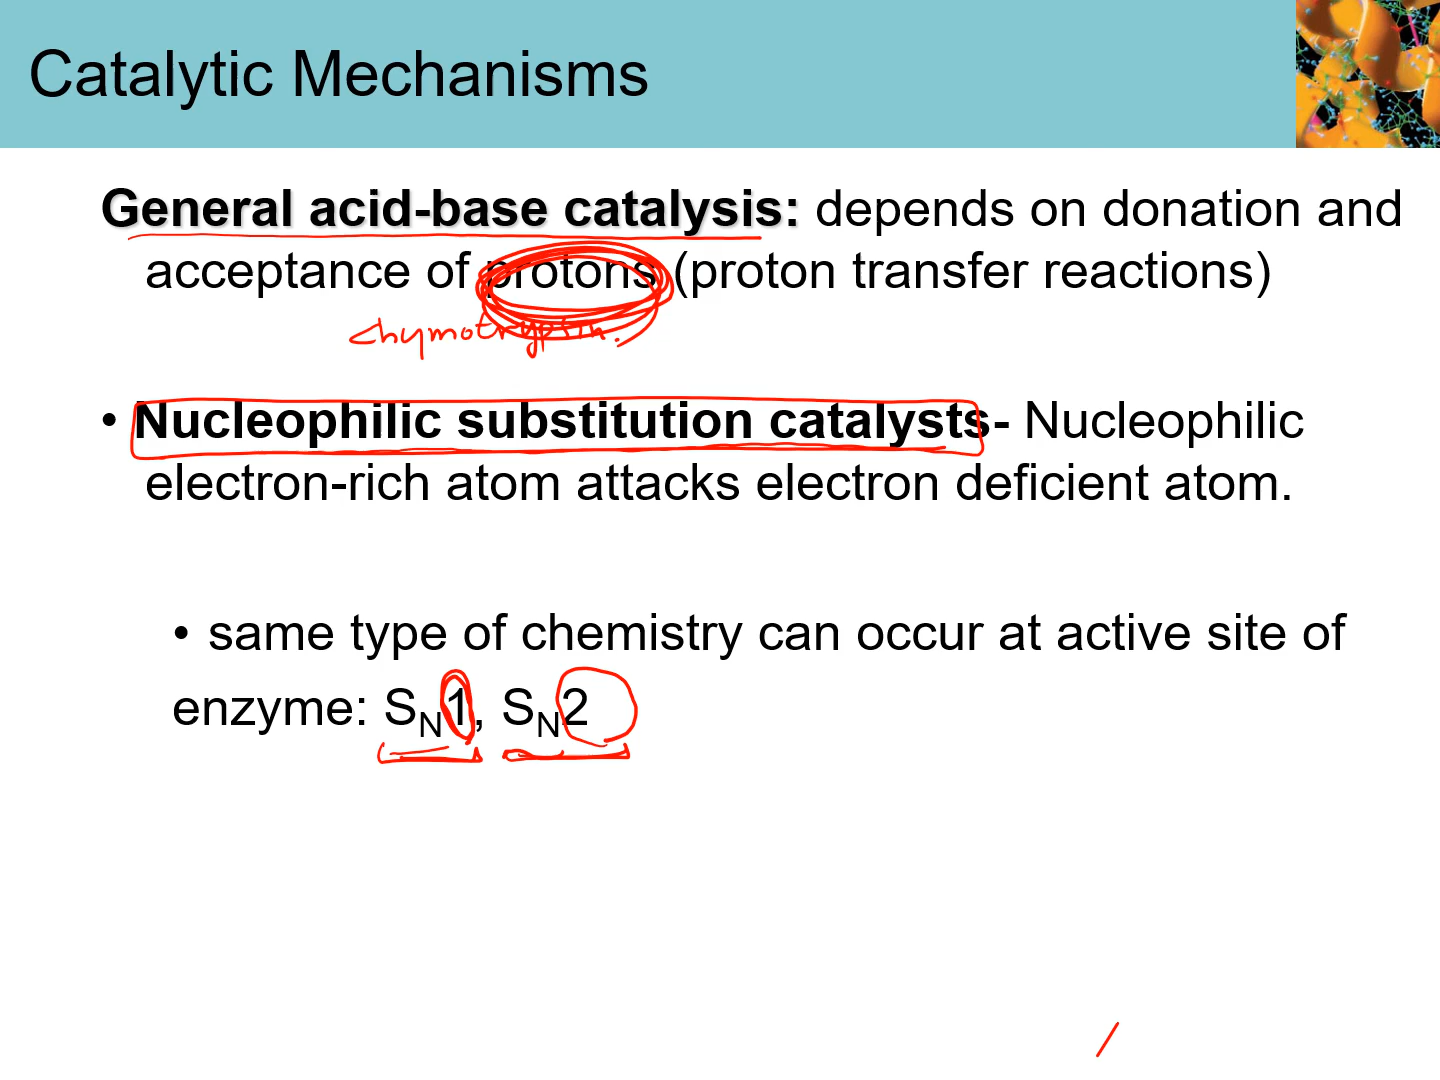 Catalytic Mechanisms
General acid-base catalysis: depends on donation and
acceptance of protons (proton transfer reactions)
chymotrypsin.
• Nucleophilic substitution catalysts- Nucleophilic
electron-rich atom attacks electron deficient atom.
• same type of chemistry can occur at active site of
enzyme: SN1, SN2